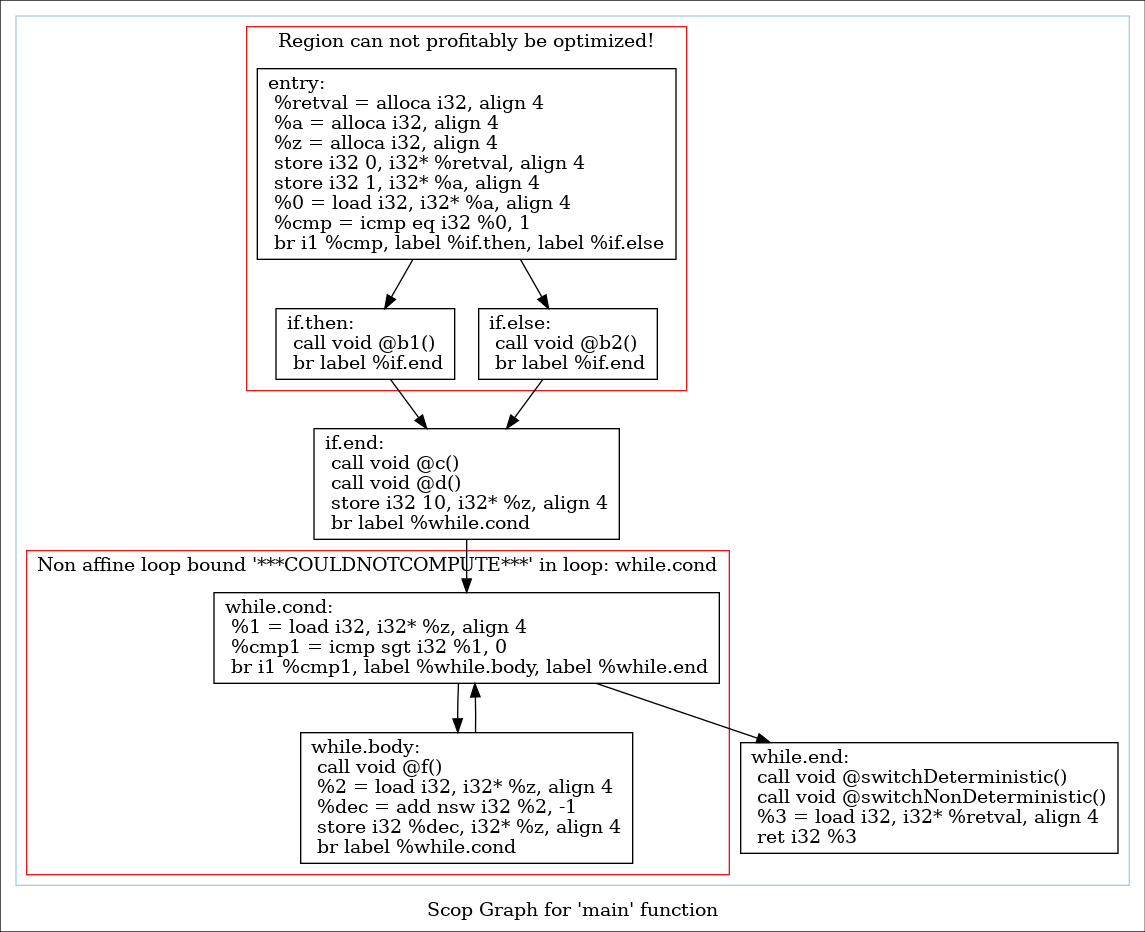 Region can not profitably be optimized!
entry:
%retval = alloca i32, align 4
%a = alloca i32, align 4
%z = alloca i32, align 4
store i32 0, i32* %retval, align 4
store i32 1, i32* %a, align 4
%0 = load i32, i32* %a, align 4
%cmp = icmp eq i32 %0, 1
br i1 %cmp, label %if.then, label %if.else
if.then:
call void @b1()
br label %if.end
if.else:
call void @b2()
br label %if.end
if.end:
call void @c()
call void @d()
store i32 10, i32* %z, align 4
br label %while.cond
Non affine loop bound '***COULDNOTCOMPUTE***' in loop: while.cond
while.cond:
%1 = load i32, i32* %z, align 4
%cmp1 = icmp sgt i32 %1, 0
br i1 %cmp1, label %while.body, label %while.end
while.body:
call void @f()
%2 = load i32, i32* %z, align 4
%dec = add nsw i32 %2, -1
store i32 %dec, i32* %z, align 4
br label %while.cond
while.end:
call void @switchDeterministic()
call void @switchNonDeterministic()
%3 = load i32, i32* %retval, align 4
ret i32 %3
Scop Graph for 'main' function